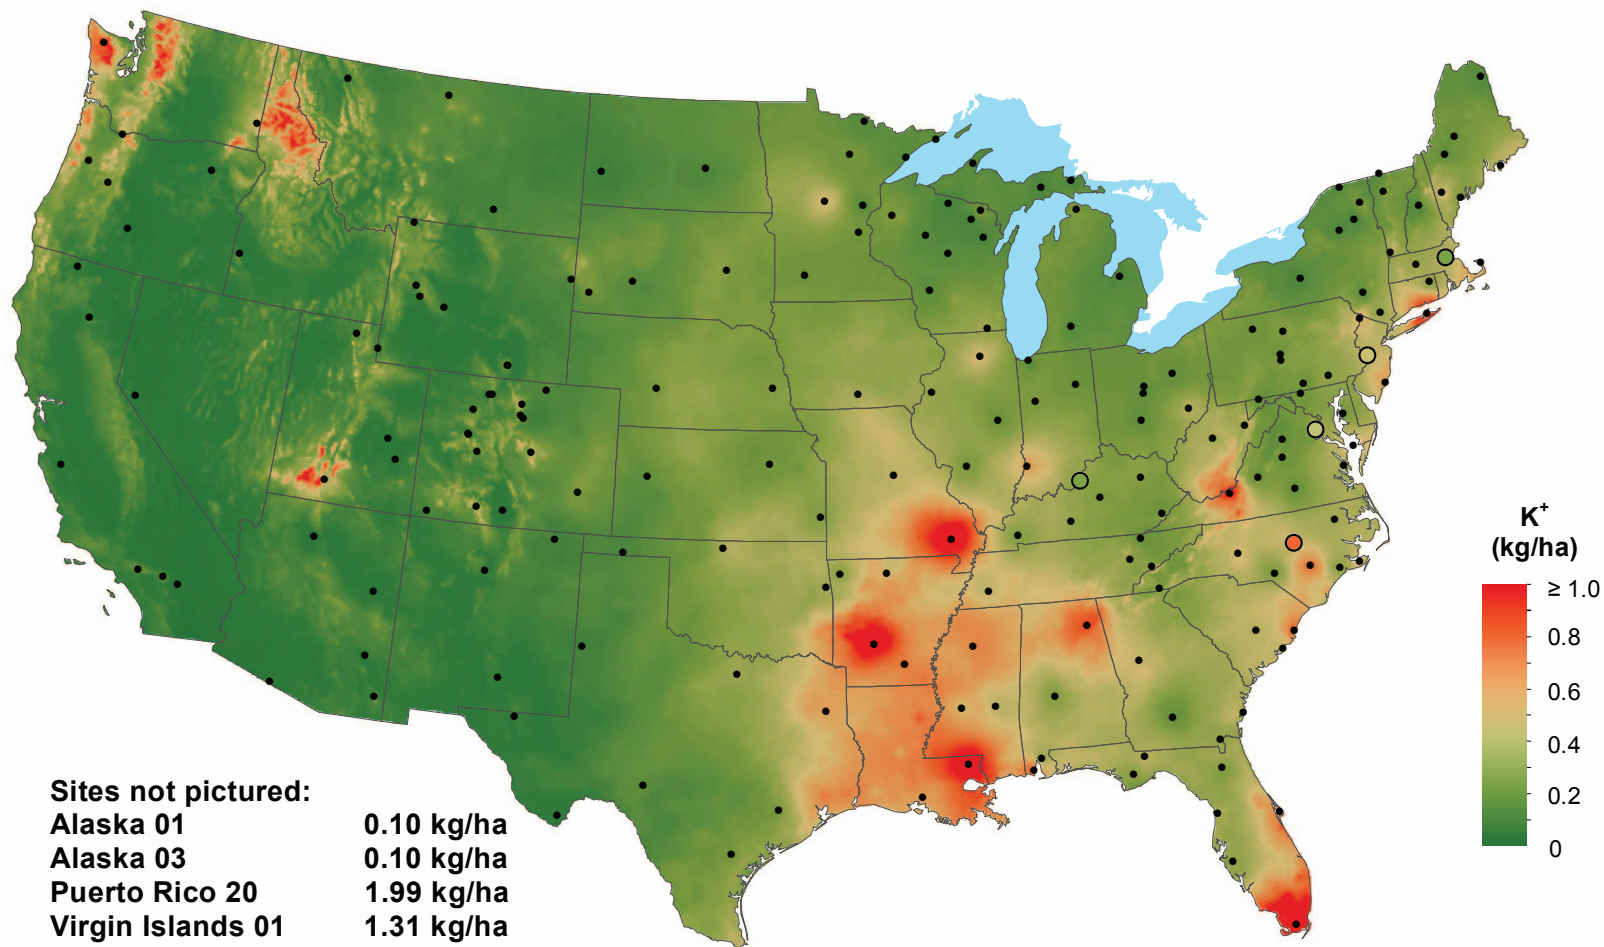 K+
(kg/ha)
≥ 1.0
0.8
0.6
0.4
0.2
0
Sites not pictured:
Alaska 01 0.10 kg/ha
Alaska 03 0.10 kg/ha
Puerto Rico 20 1.99 kg/ha
Virgin Islands 01 1.31 kg/ha